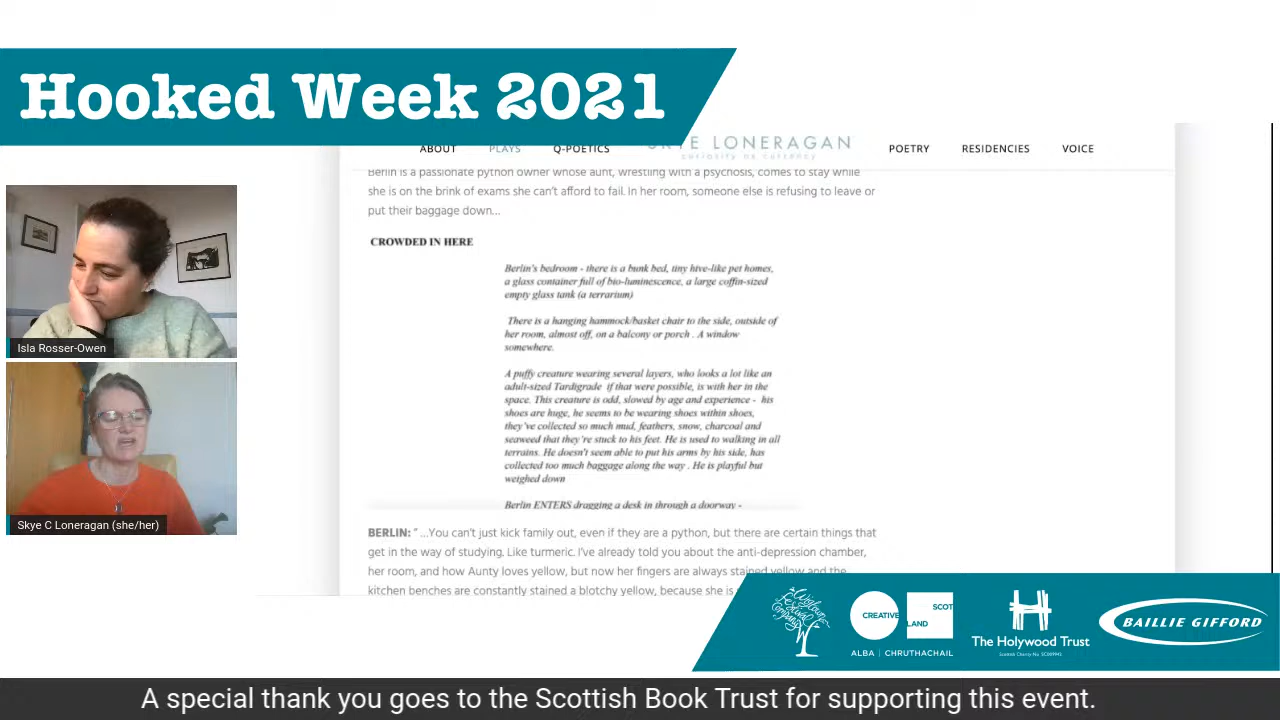 Hooked Week 2021
ABOUT
PLAYS
Q-POETICS
SKYE LONERAGAN
curiosity as currency
POETRY
RESIDENCIES
VOICE
Berlin is a passionate python owner whose aunt, wrestling with a psychosis, comes to stay while
she is on the brink of exams she can't afford to fail. In her room, someone else is refusing to leave or
put their baggage down...
CROWDED IN HERE
Berlin's bedroom - there is a bunk bed, tiny hive-like pet homes,
a glass container full of bio-luminescence, a large coffin-sized
empty glass tank (a terrarium)
There is a hanging hammock/basket chair to the side, outside of
her room, almost off, on a balcony or porch . A window
somewhere.
A puffy creature wearing several layers, who looks a lot like an
adult-sized Tardigrade if that were possible, is with her in the
space. This creature is odd, slowed by age and experience - his
shoes are huge, he seems to be wearing shoes within shoes,
they've collected so much mud, feathers, snow, charcoal and
seaweed that they're stuck to his feet. He is used to walking in all
terrains. He doesn't seem able to put his arms by his side, has
collected too much baggage along the way . He is playful but
weighed down
Berlin ENTERS dragging a desk in through a doorway -
BERLIN: " ...You can't just kick family out, even if they are a python, but there are certain things that
get in the way of studying. Like turmeric. I've already told you about the anti-depression chamber,
her room, and how Aunty loves yellow, but now her fingers are always stained yellow and the
kitchen benches are constantly stained a blotchy yellow, because she is
Isla Rosser-Owen
Skye C Loneragan (she/her)
CREATIVE
SCOT
LAND
ALBA | CHRUTHACHAIL
The Holywood Trust
BAILLIE GIFFORD
A special thank you goes to the Scottish Book Trust for supporting this event.